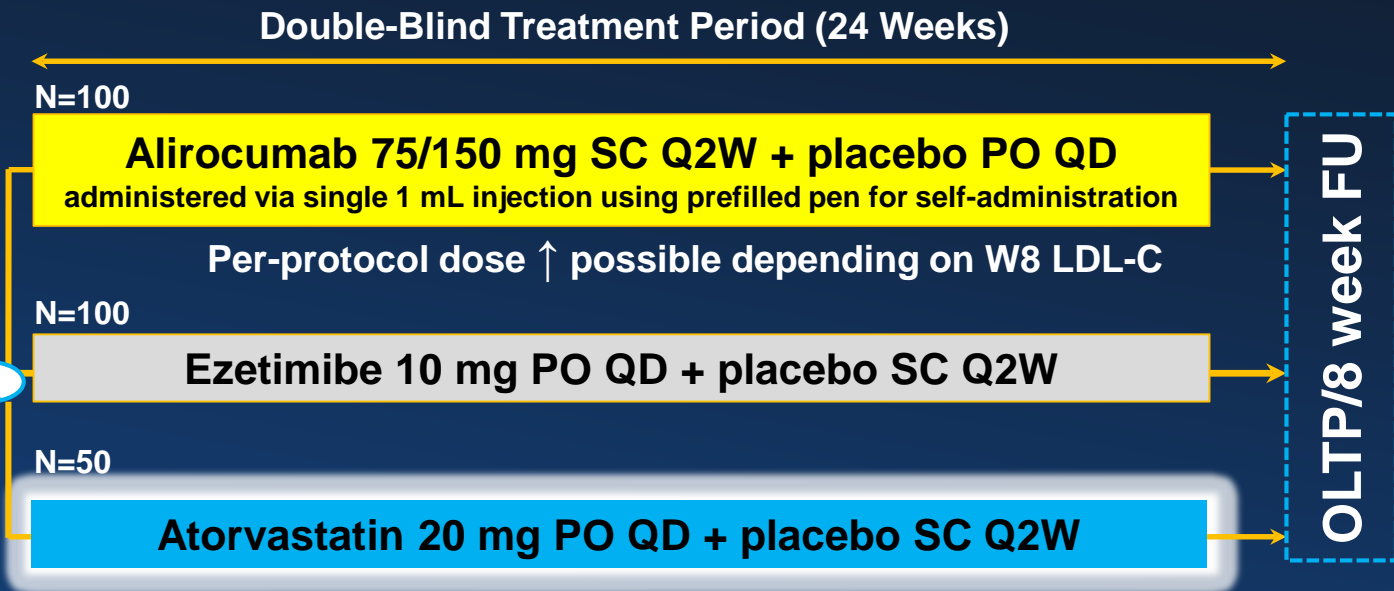 Double-Blind Treatment Period (24 Weeks)
N=100
Alirocumab 75/150 mg SC Q2W + placebo PO QD
administered via single 1 mL injection using prefilled pen for self-administration
Per-protocol dose ↑ possible depending on W8 LDL-C
N=100
Ezetimibe 10 mg PO QD + placebo SC Q2W
N=50
Atorvastatin 20 mg PO QD + placebo SC Q2W
OLTP/8 week FU